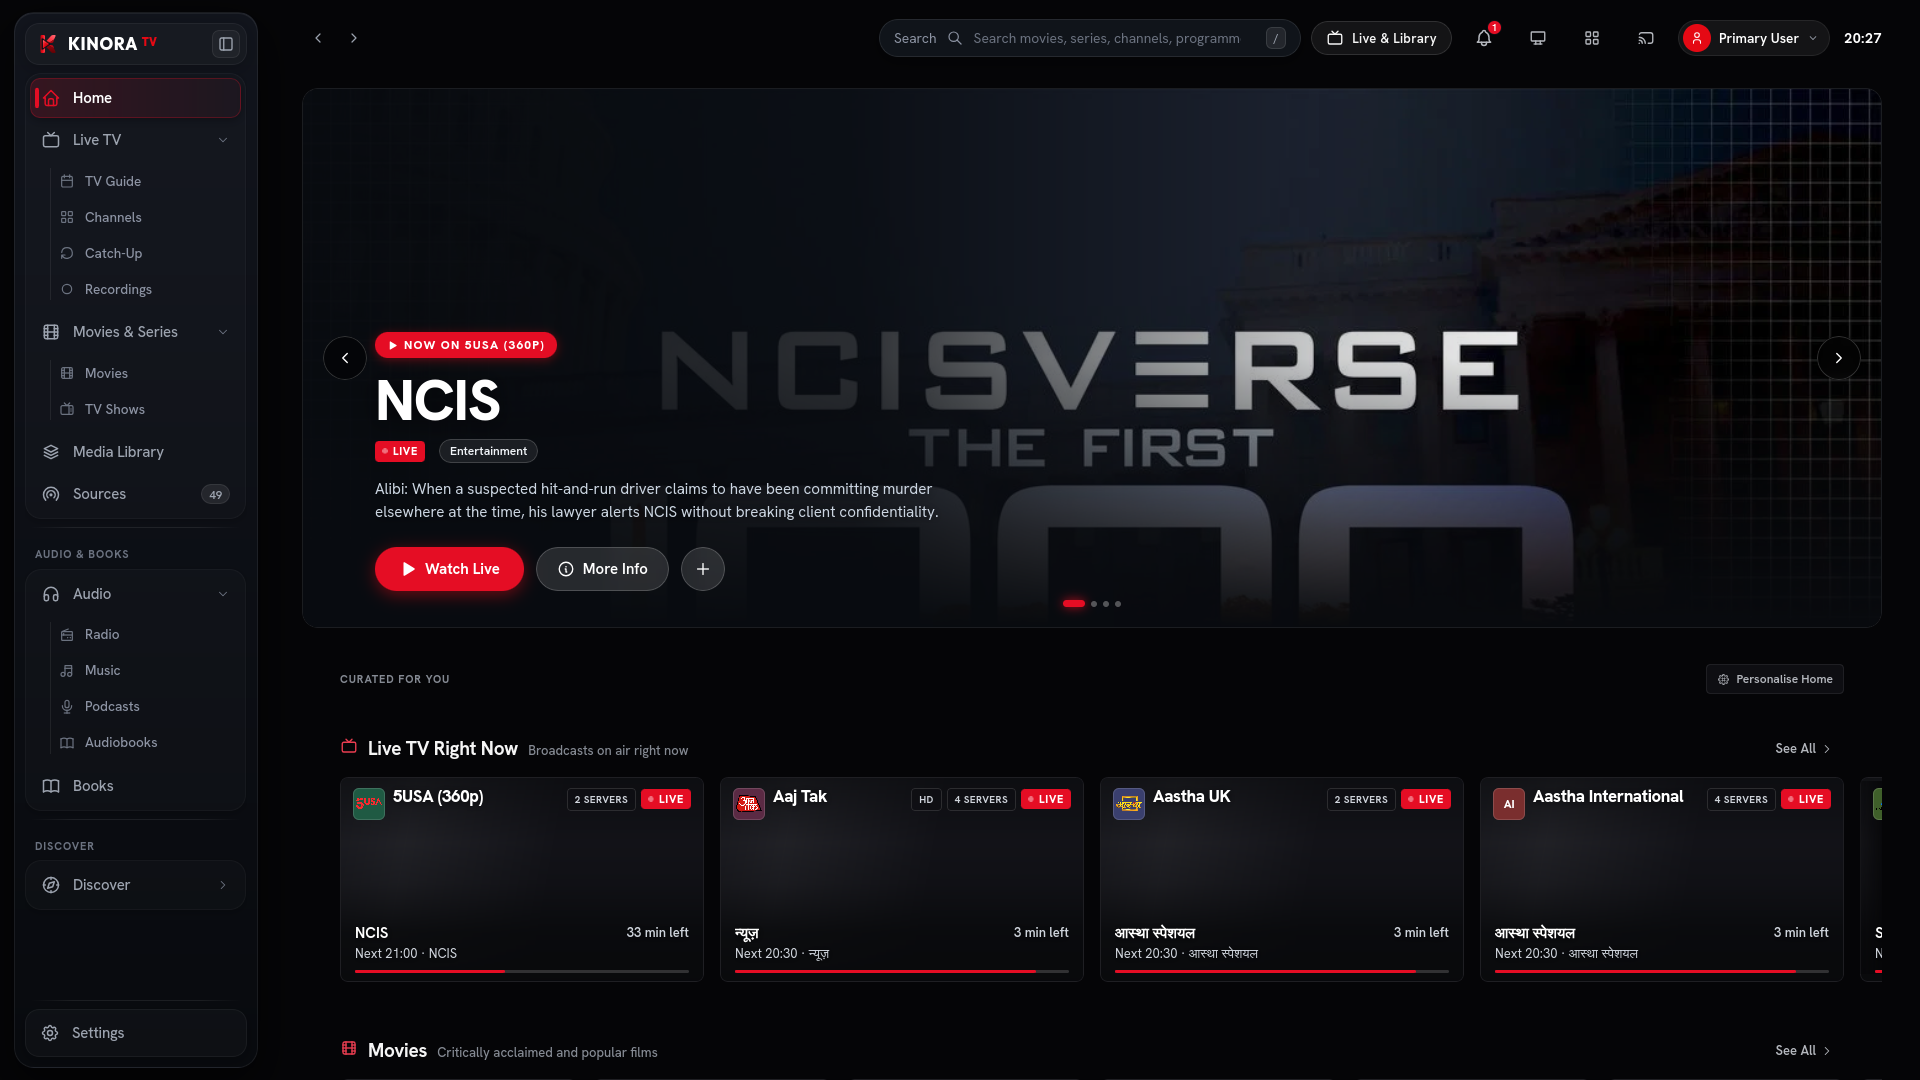 KINORA TV
Search
Search movies, series, channels, programm
/
Live & Library
1
Primary User
20:27
Home
Live TV
TV Guide
Channels
Catch-Up
Recordings
Movies & Series
Movies
TV Shows
Media Library
Sources
49
AUDIO & BOOKS
Audio
Radio
Music
Podcasts
Audiobooks
Books
DISCOVER
Discover
Settings
NCISVERSE
THE FIRST
NOW ON 5USA (360P)
NCIS
LIVE
Entertainment
Alibi: When a suspected hit-and-run driver claims to have been committing murder
elsewhere at the time, his lawyer alerts NCIS without breaking client confidentiality.
Watch Live
More Info
CURATED FOR YOU
Personalise Home
Live TV Right Now
Broadcasts on air right now
See All
5USA
5USA (360p)
2 SERVERS
LIVE
NCIS
33 min left
Next 21:00 · NCIS
Aaj Tak
HD
4 SERVERS
LIVE
न्यूज़
3 min left
Next 20:30 · न्यूज़
Aastha UK
2 SERVERS
LIVE
आस्था स्पेशयल
3 min left
Next 20:30 · आस्था स्पेशयल
AI
Aastha International
4 SERVERS
LIVE
आस्था स्पेशयल
3 min left
Next 20:30 · आस्था स्पेशयल
Movies
Critically acclaimed and popular films
See All